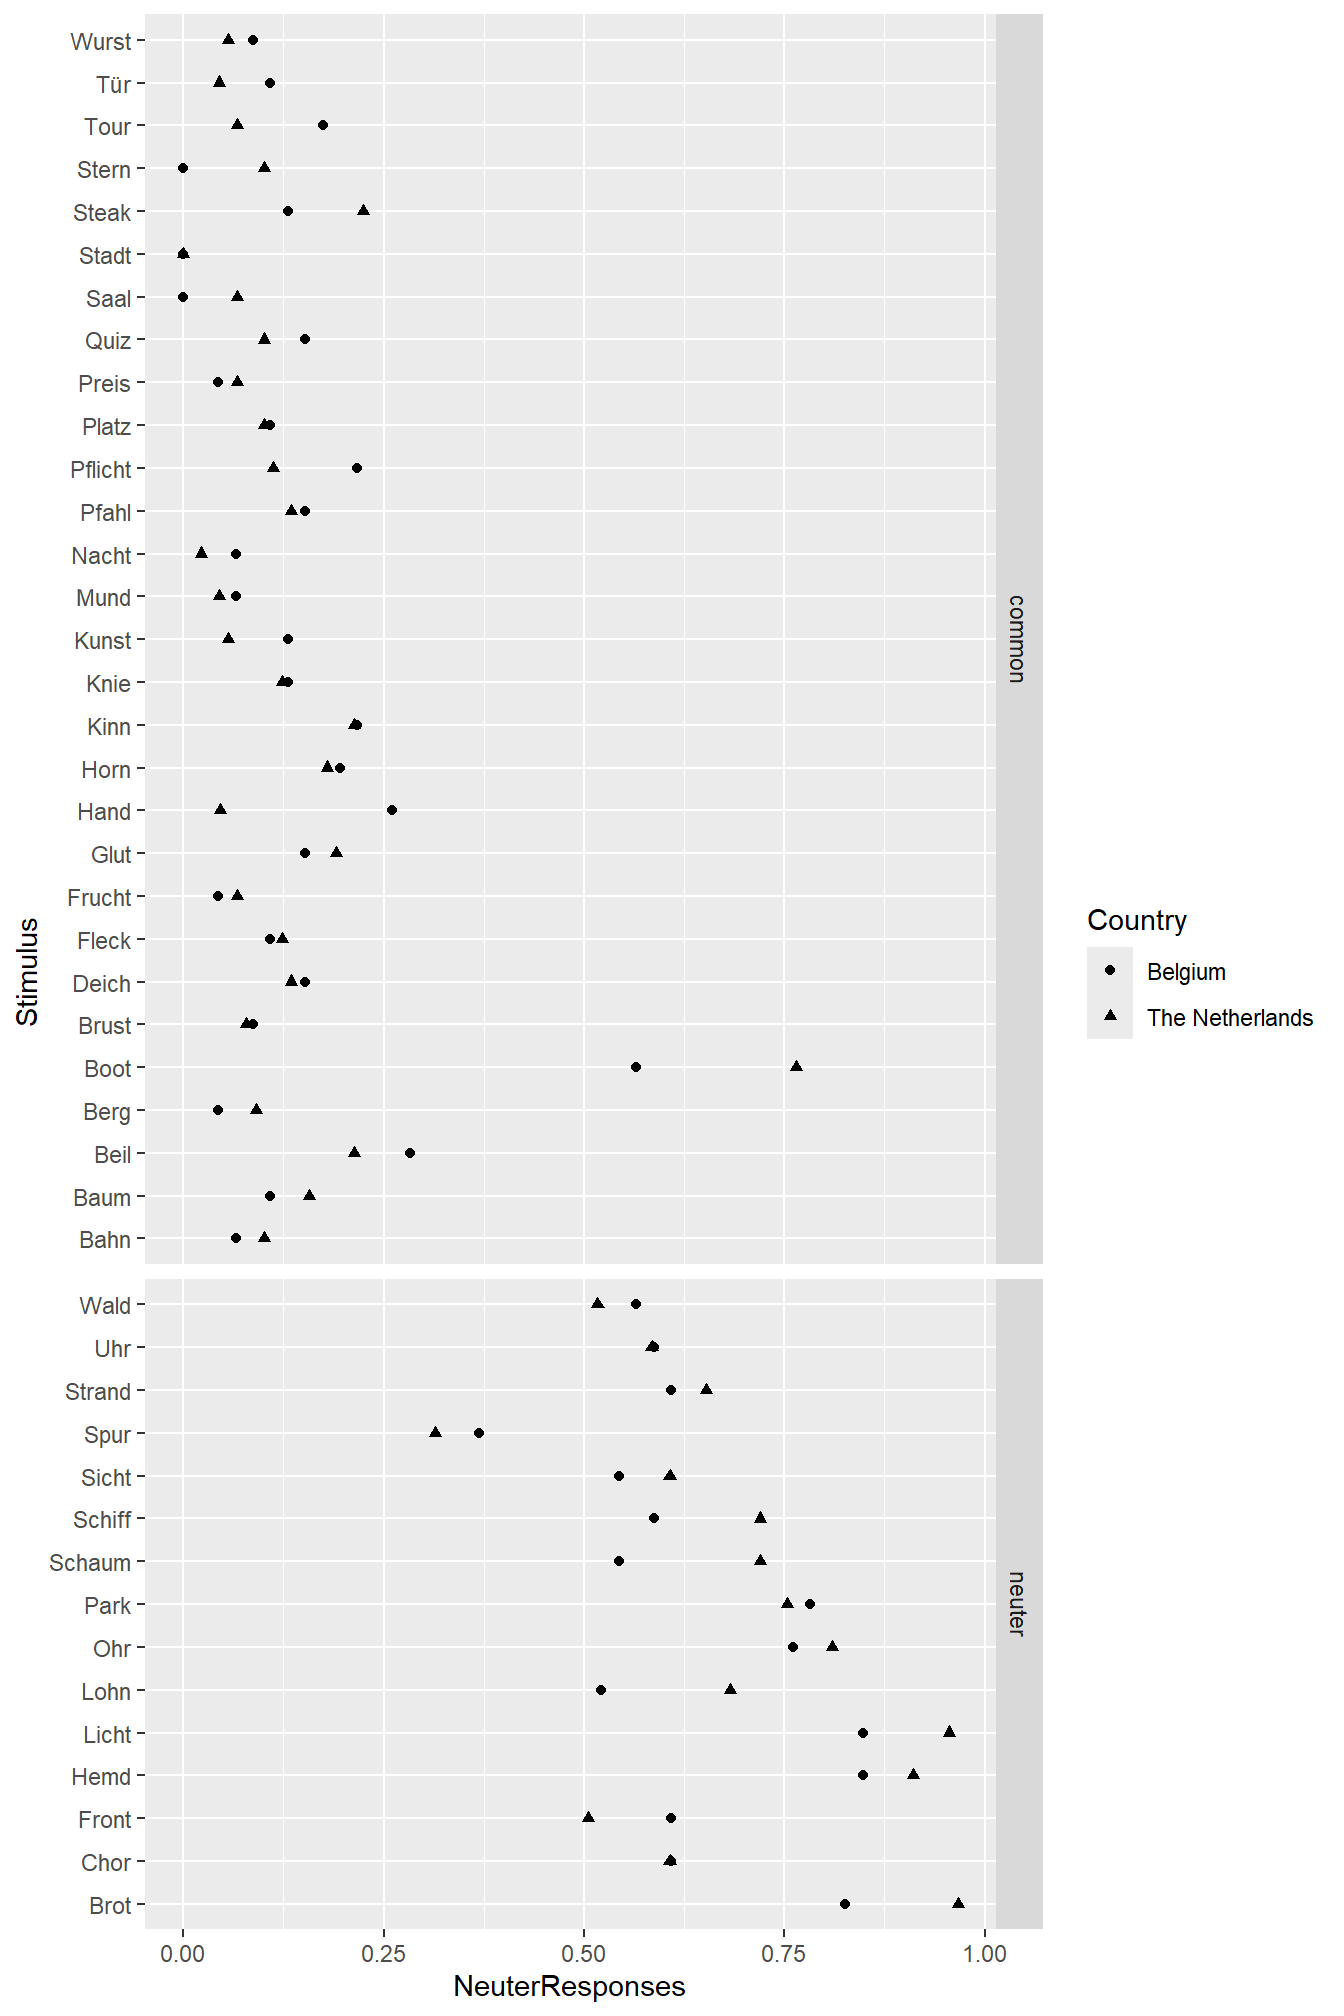 Wurst
Tür
Tour
Stern
Steak
Stadt
Saal
Quiz
Preis
Platz
Pflicht
Pfahl
Nacht
Mund
Kunst
Knie
Kinn
Horn
Hand
Glut
Frucht
Fleck
Deich
Brust
Boot
Berg
Beil
Baum
Bahn
common
Wald
Uhr
Strand
Spur
Sicht
Schiff
Schaum
Park
Ohr
Lohn
Licht
Hemd
Front
Chor
Brot
neuter
0.00 0.25 0.50 0.75 1.00
NeuterResponses
Stimulus
Country
Belgium
The Netherlands